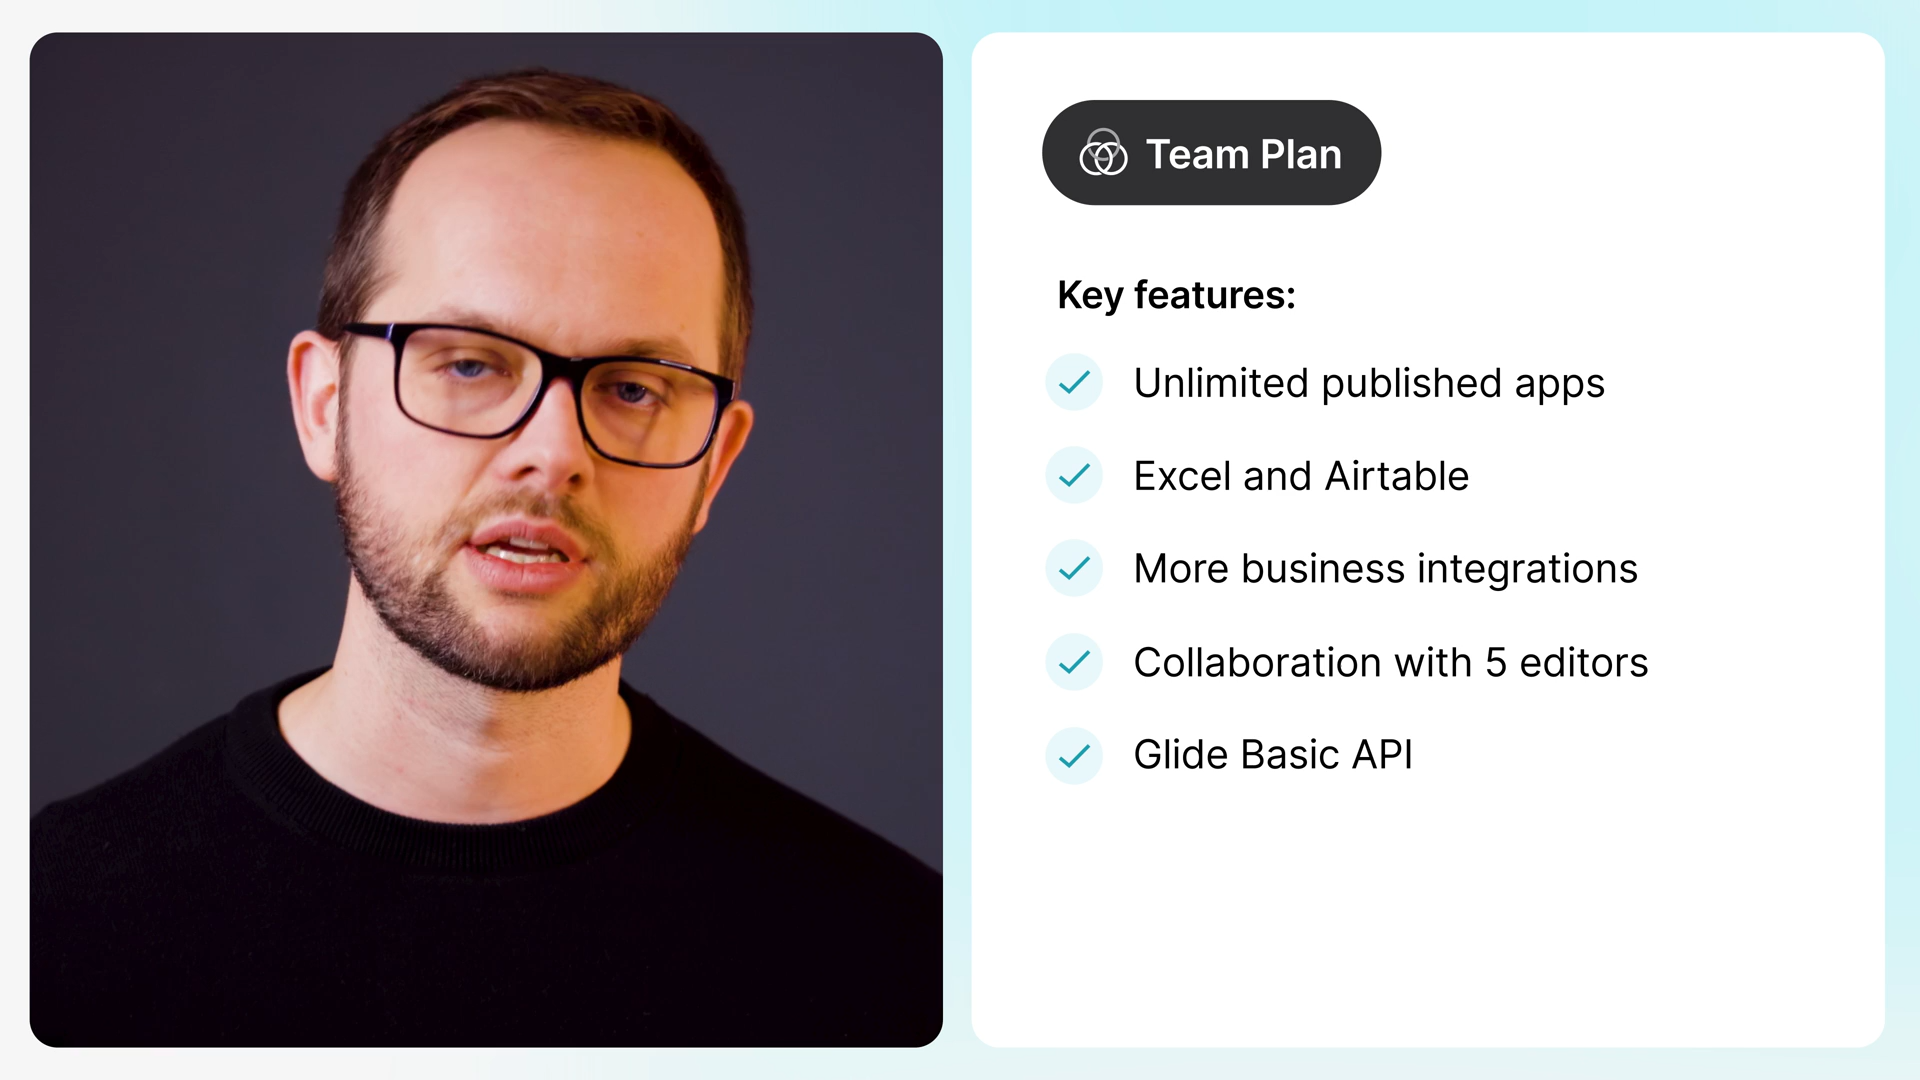 Team Plan
Key features:
Unlimited published apps
Excel and Airtable
More business integrations
Collaboration with 5 editors
Glide Basic API